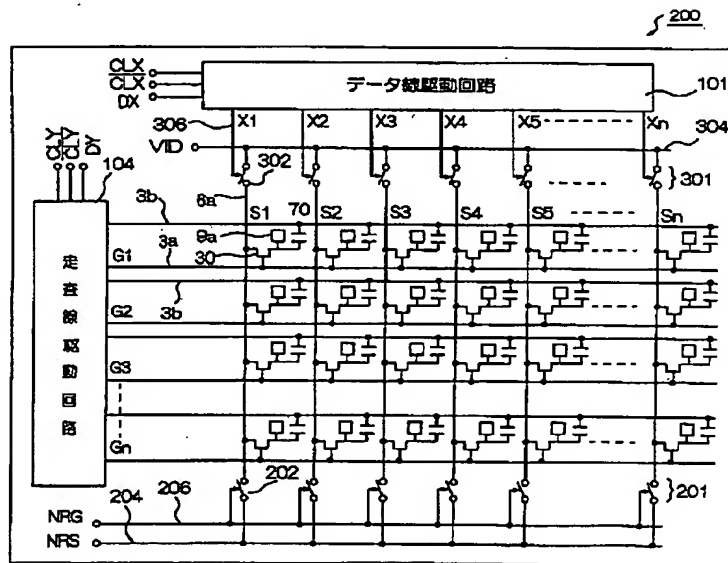 200
CLX
CLX
DX
データ線駆動回路
101
306
X1 X2 X3 X4 X5 Xn
304
VID
CLY
CLY
DY
104
302
301
6a
3b
S1 70 S2 S3 S4 S5 Sn
9a
3a
30
G1
3b
G2
G3
Gn
走査線駆動回路
202
201
204
206
NRG
NRS